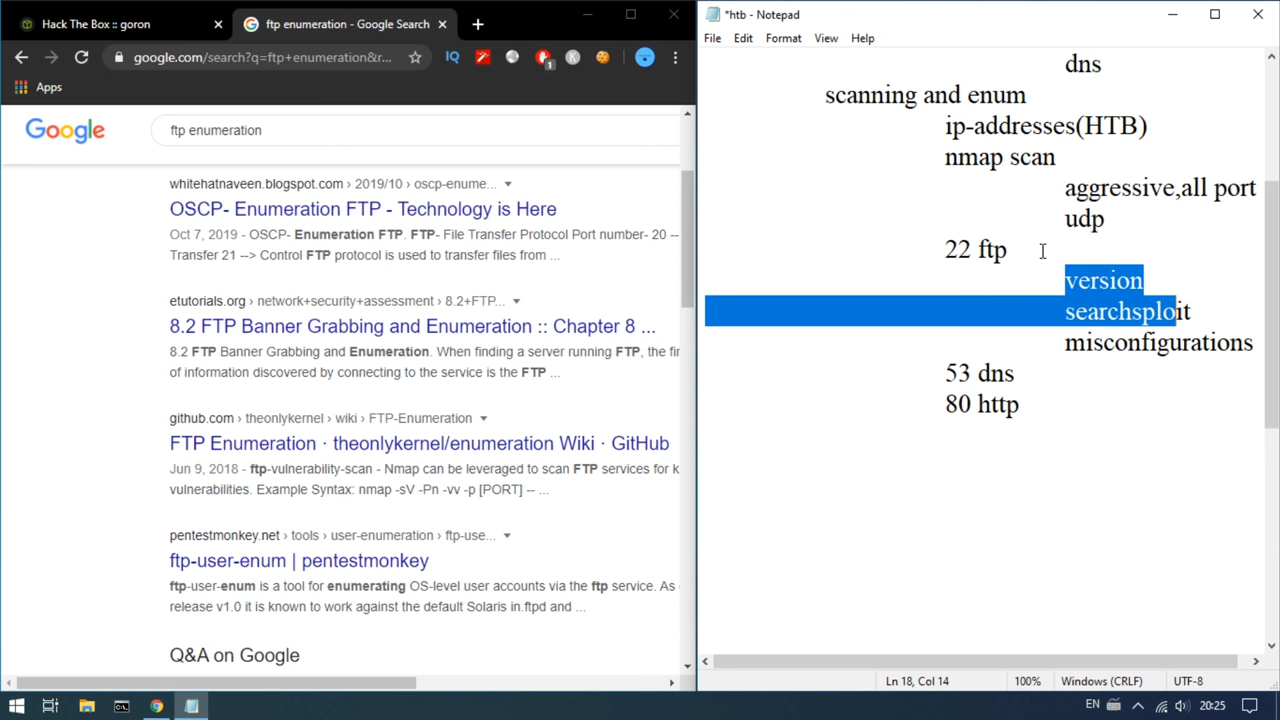 Hack The Box :: goron
ftp enumeration - Google Search
google.com/search?q=ftp+enumeration&r...
IQ
1
K
Apps
Google
ftp enumeration
whitehatnaveen.blogspot.com › 2019/10 › oscp-enume...
OSCP- Enumeration FTP - Technology is Here
Oct 7, 2019 - OSCP- Enumeration FTP. FTP- File Transfer Protocol Port number- 20 --
Transfer 21 --> Control FTP protocol is used to transfer files from ...
etutorials.org › network+security+assessment › 8.2+FTP...
8.2 FTP Banner Grabbing and Enumeration :: Chapter 8 ...
8.2 FTP Banner Grabbing and Enumeration. When finding a server running FTP, the fir
of information discovered by connecting to the service is the FTP ...
github.com › theonlykernel › wiki › FTP-Enumeration
FTP Enumeration · theonlykernel/enumeration Wiki · GitHub
Jun 9, 2018 - ftp-vulnerability-scan - Nmap can be leveraged to scan FTP services for k
vulnerabilities. Example Syntax: nmap -sV -Pn -vv -p [PORT] -- ...
pentestmonkey.net › tools › user-enumeration › ftp-use...
ftp-user-enum | pentestmonkey
ftp-user-enum is a tool for enumerating OS-level user accounts via the ftp service. As
release v1.0 it is known to work against the default Solaris in.ftpd and ...
Q&A on Google
*htb - Notepad
File Edit Format View Help
dns
scanning and enum
ip-addresses(HTB)
nmap scan
aggressive,all port
udp
22 ftp
version
searchsploit
misconfigurations
53 dns
80 http
Ln 18, Col 14
100%
Windows (CRLF)
UTF-8
EN
20:25